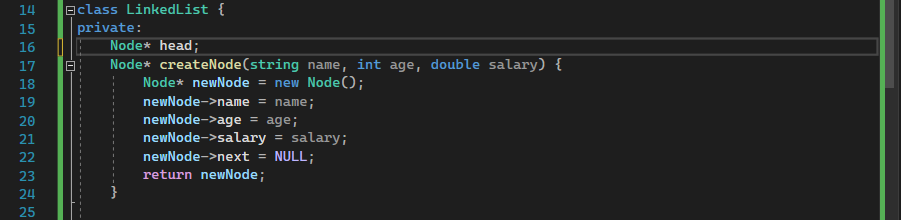 14 class LinkedList {
15 private:
16     Node* head;
17     Node* createNode(string name, int age, double salary) {
18         Node* newNode = new Node();
19         newNode->name = name;
20         newNode->age = age;
21         newNode->salary = salary;
22         newNode->next = NULL;
23         return newNode;
24     }
25